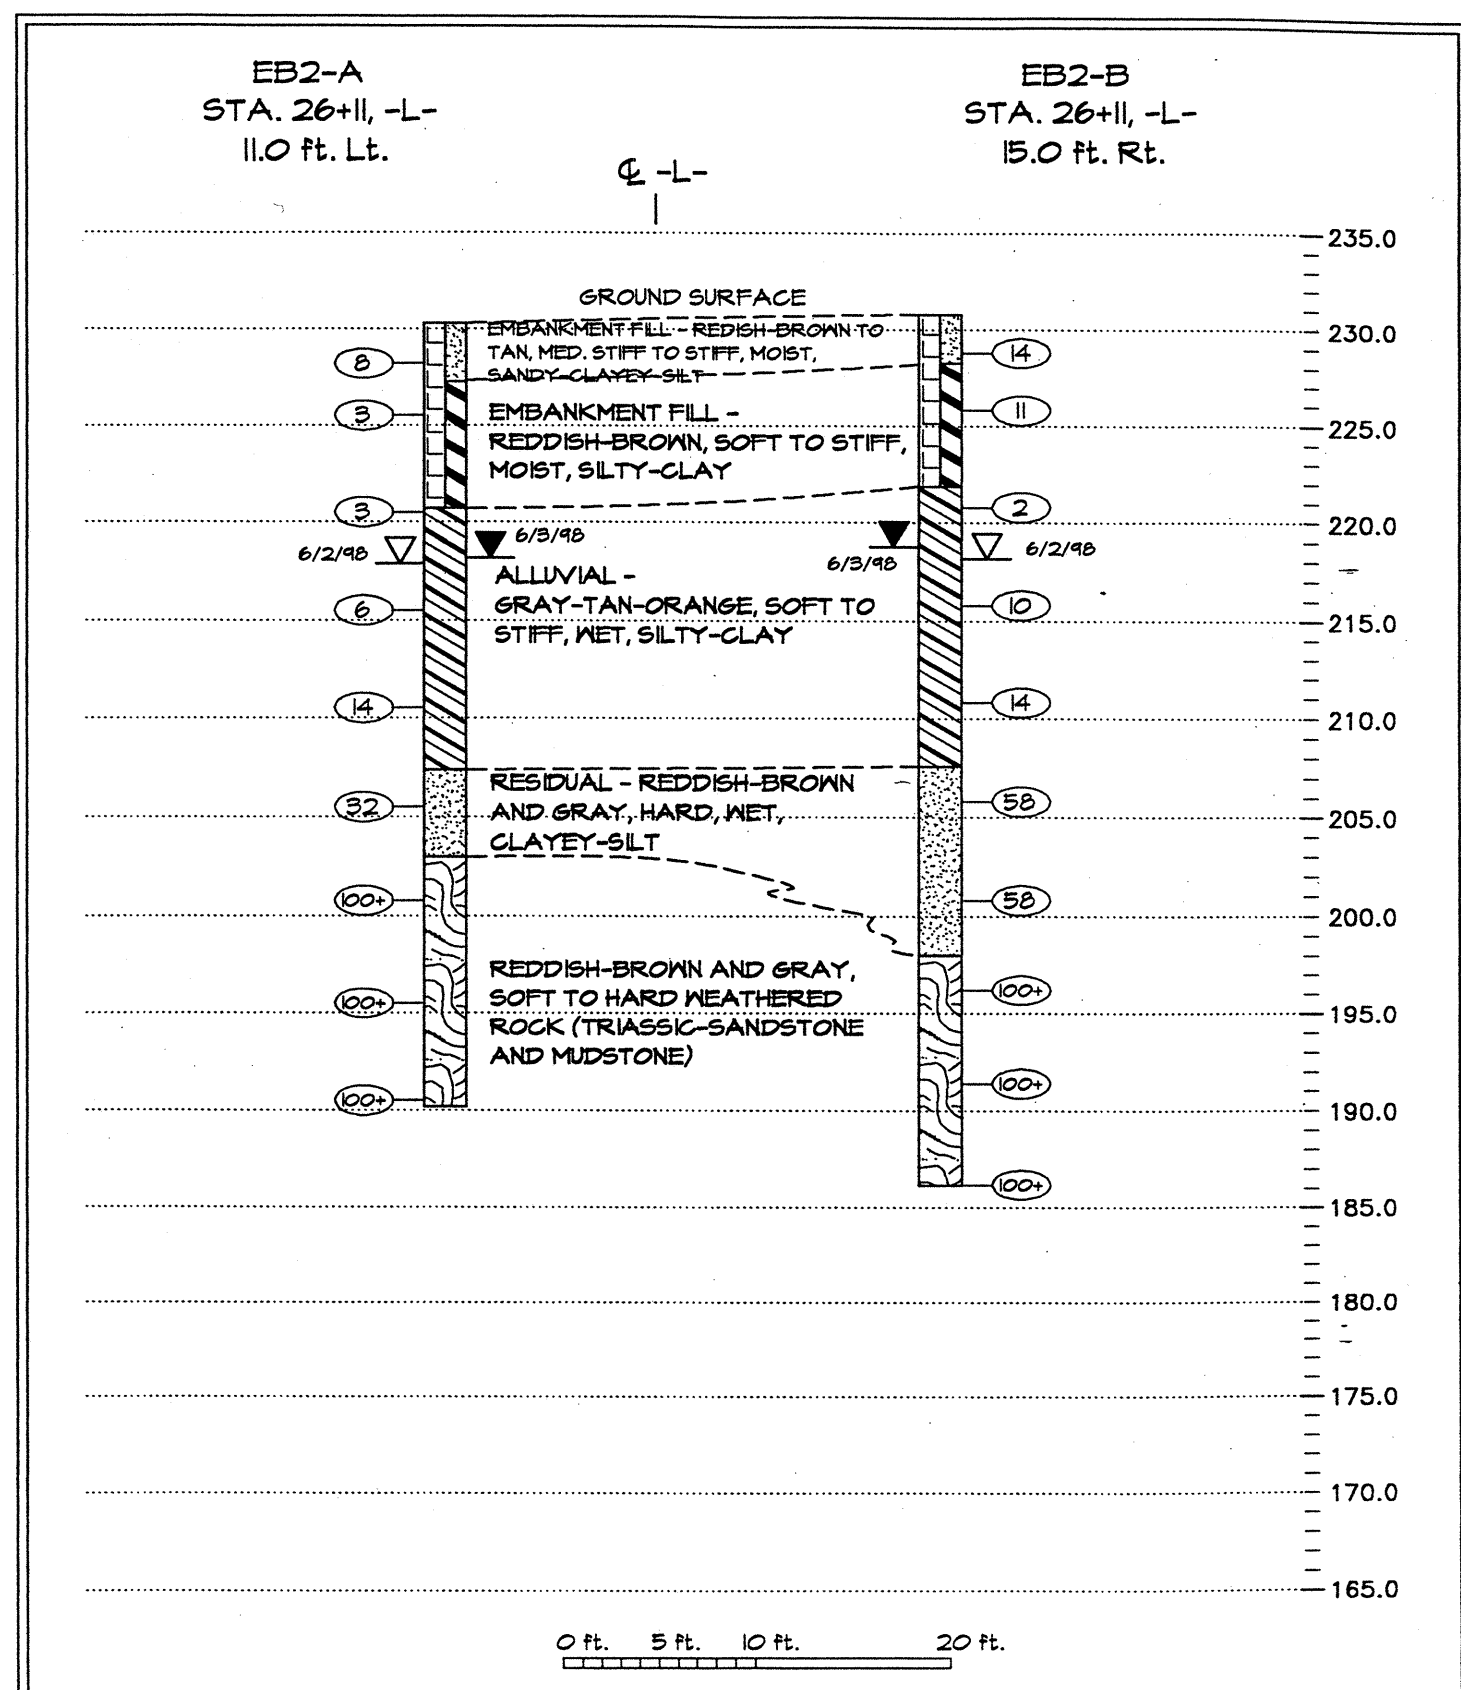 EB2-A
STA. 26+11, -L-
11.0 ft. Lt.
EB2-B
STA. 26+11, -L-
15.0 ft. Rt.
℄ -L-
235.0
GROUND SURFACE
EMBANKMENT FILL - REDISH-BROWN TO
TAN, MED. STIFF TO STIFF, MOIST,
SANDY-CLAYEY-SILT
230.0
8
14
3
11
EMBANKMENT FILL -
REDDISH-BROWN, SOFT TO STIFF,
MOIST, SILTY-CLAY
225.0
3
2
220.0
6/2/98
6/3/98
6/3/98
6/2/98
ALLUVIAL -
GRAY-TAN-ORANGE, SOFT TO
STIFF, WET, SILTY-CLAY
6
10
215.0
14
14
210.0
RESIDUAL - REDDISH-BROWN
AND GRAY, HARD, WET,
CLAYEY-SILT
32
58
205.0
100+
58
200.0
REDDISH-BROWN AND GRAY,
SOFT TO HARD WEATHERED
ROCK (TRIASSIC-SANDSTONE
AND MUDSTONE)
100+
100+
195.0
100+
100+
190.0
100+
185.0
180.0
175.0
170.0
165.0
0 ft. 5 ft. 10 ft. 20 ft.